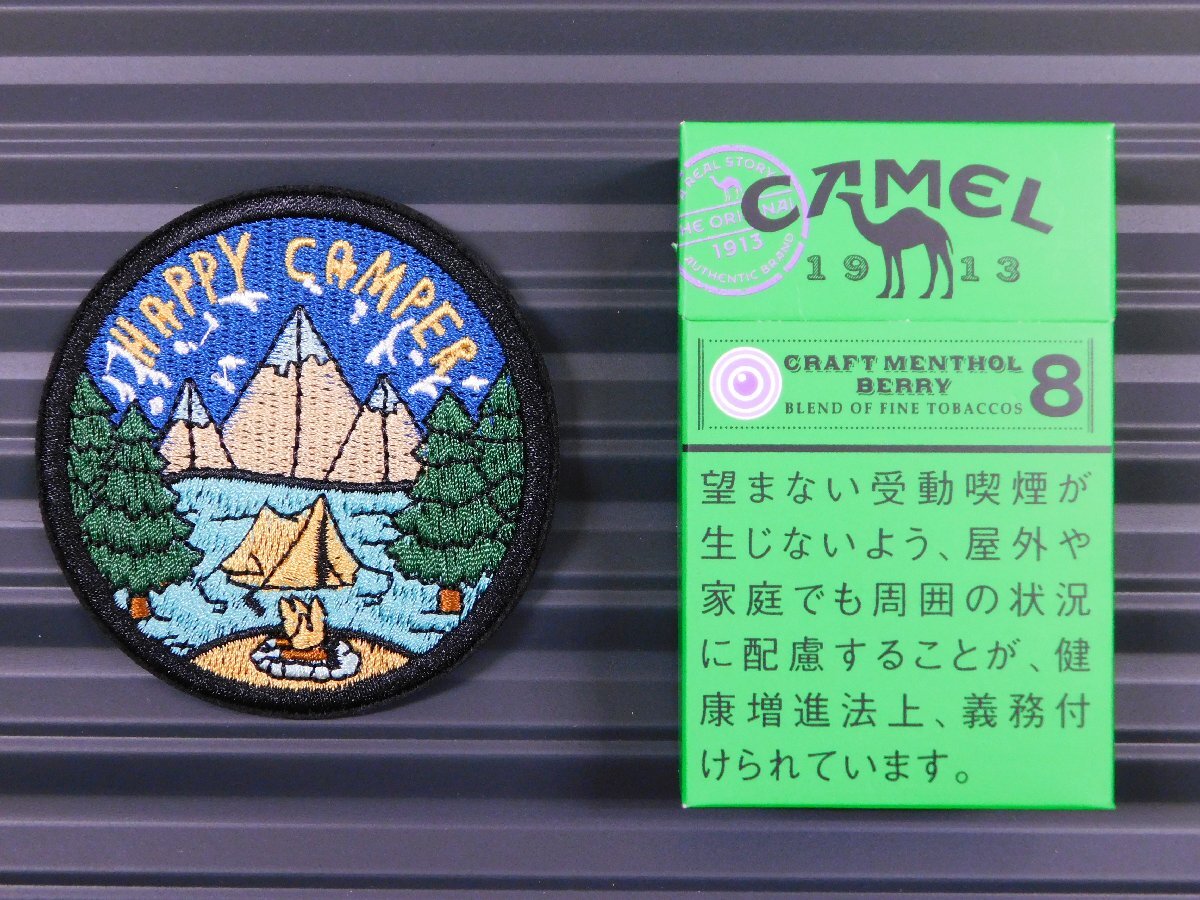 HAPPY CAMPER
A REAL STORY
THE ORIGINAL
1913
AUTHENTIC BRAND
CAMEL
1913
CRAFT MENTHOL
BERRY
BLEND OF FINE TOBACCOS
8
望まない受動喫煙が
生じないよう、屋外や
家庭でも周囲の状況
に配慮することが、健
康増進法上、義務付
けられています。